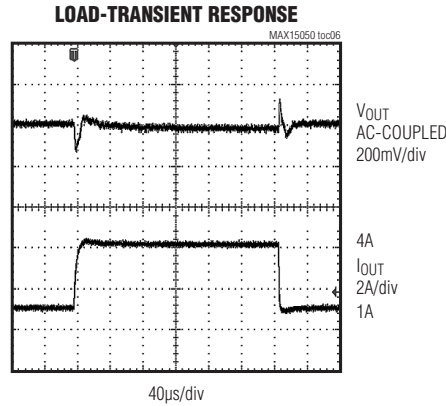 LOAD-TRANSIENT RESPONSE
MAX15050 toc06
VOUT
AC-COUPLED
200mV/div
4A
IOUT
2A/div
1A
40µs/div